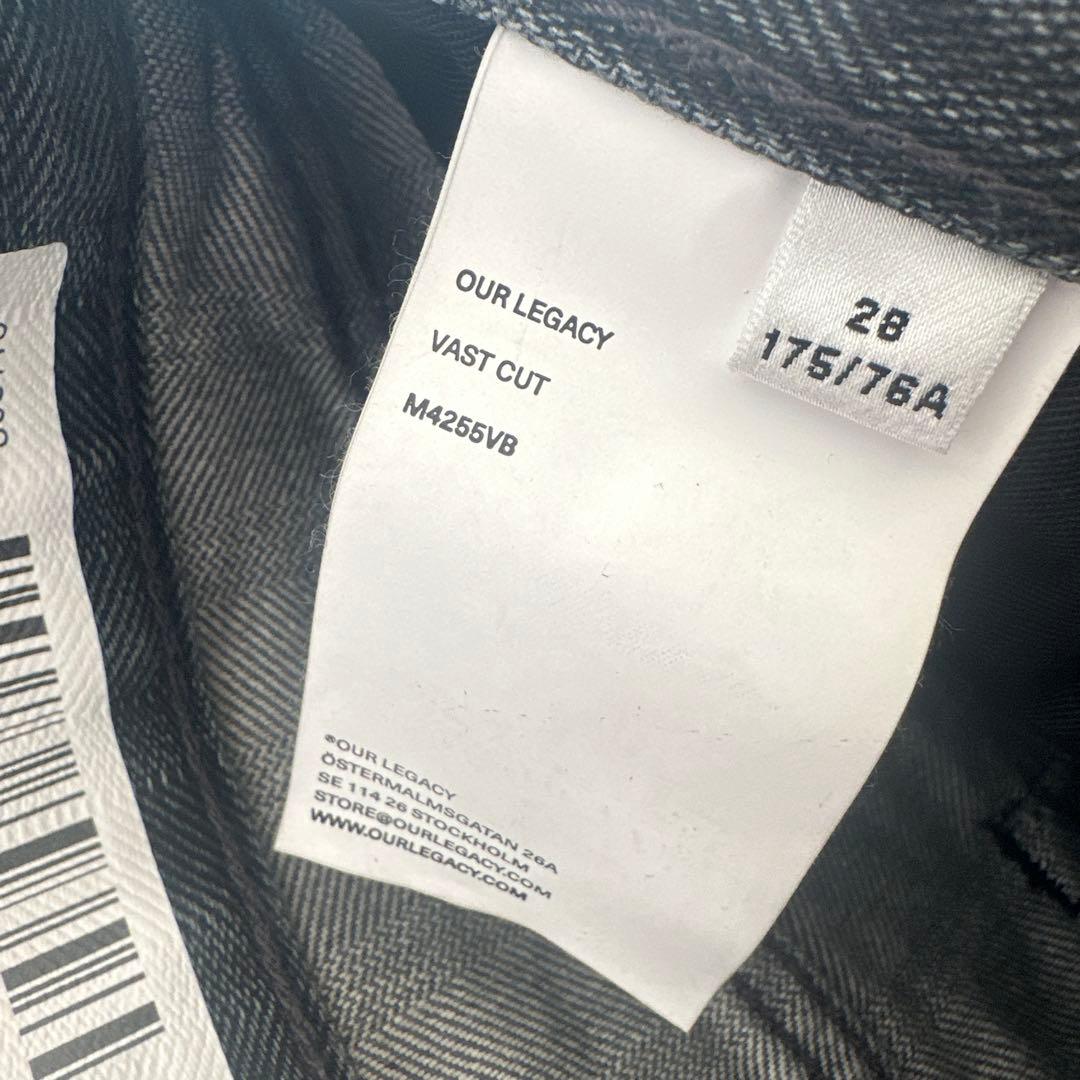 OUR LEGACY
VAST CUT
M4255VB
28
175/76A
®OUR LEGACY
ÖSTERMALMSGATAN 26A
SE 114 26 STOCKHOLM
STORE@OURLEGACY.COM
WWW.OURLEGACY.COM